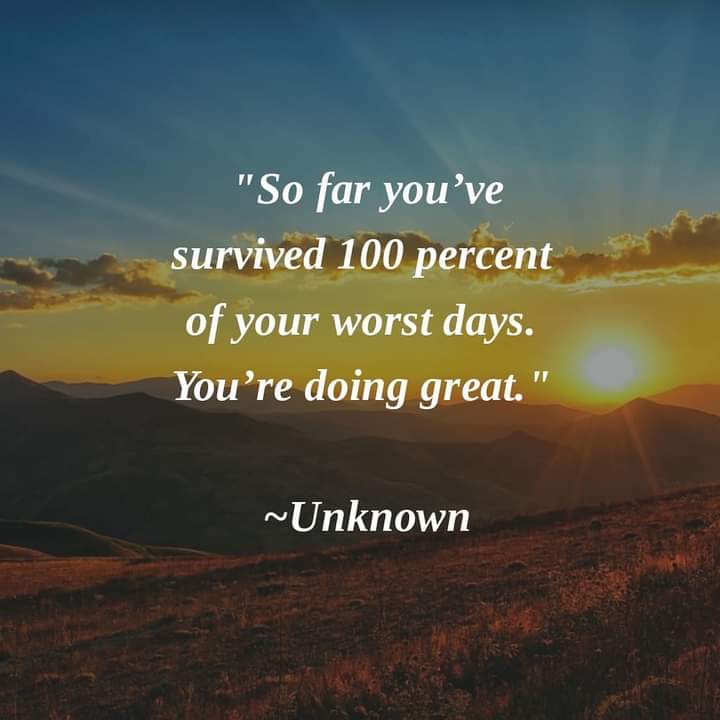 "So far you’ve
survived 100 percent
of your worst days.
You’re doing great."
~Unknown